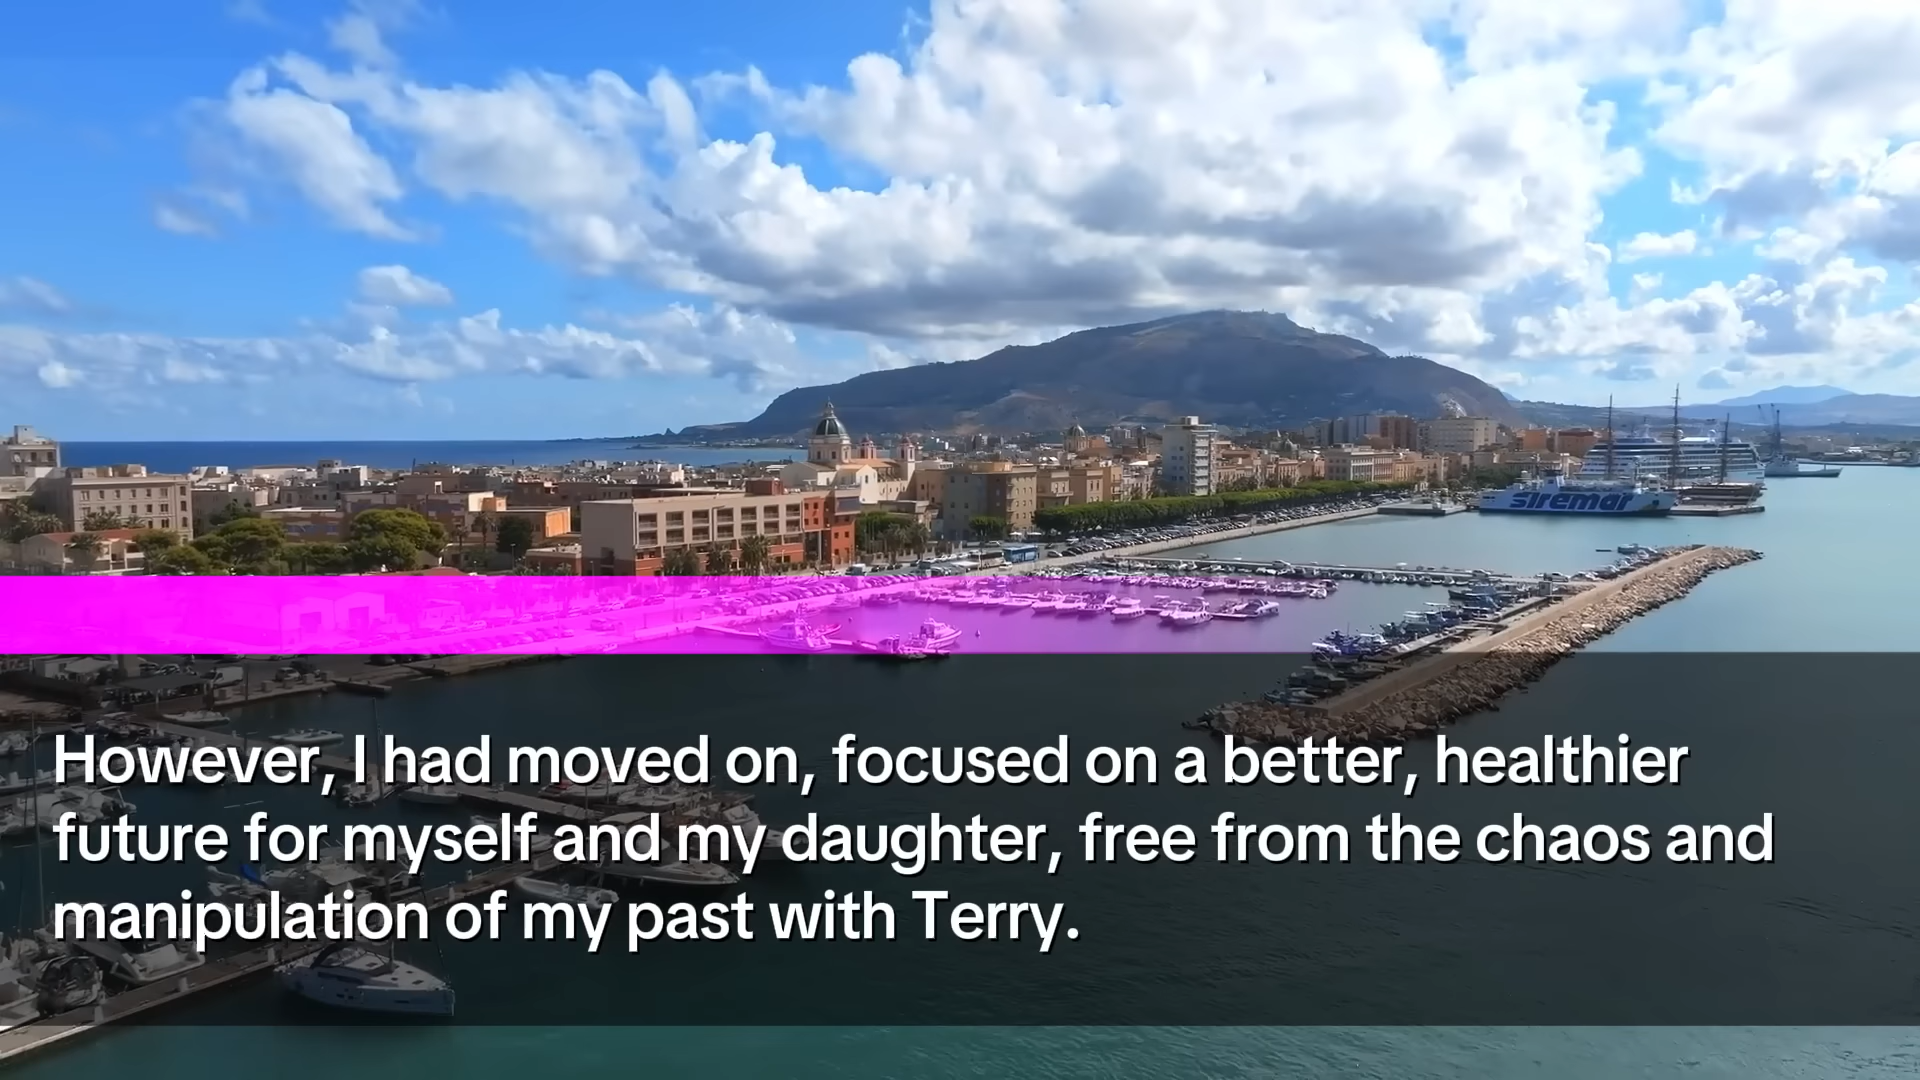 siremar
However, I had moved on, focused on a better, healthier
future for myself and my daughter, free from the chaos and
manipulation of my past with Terry.